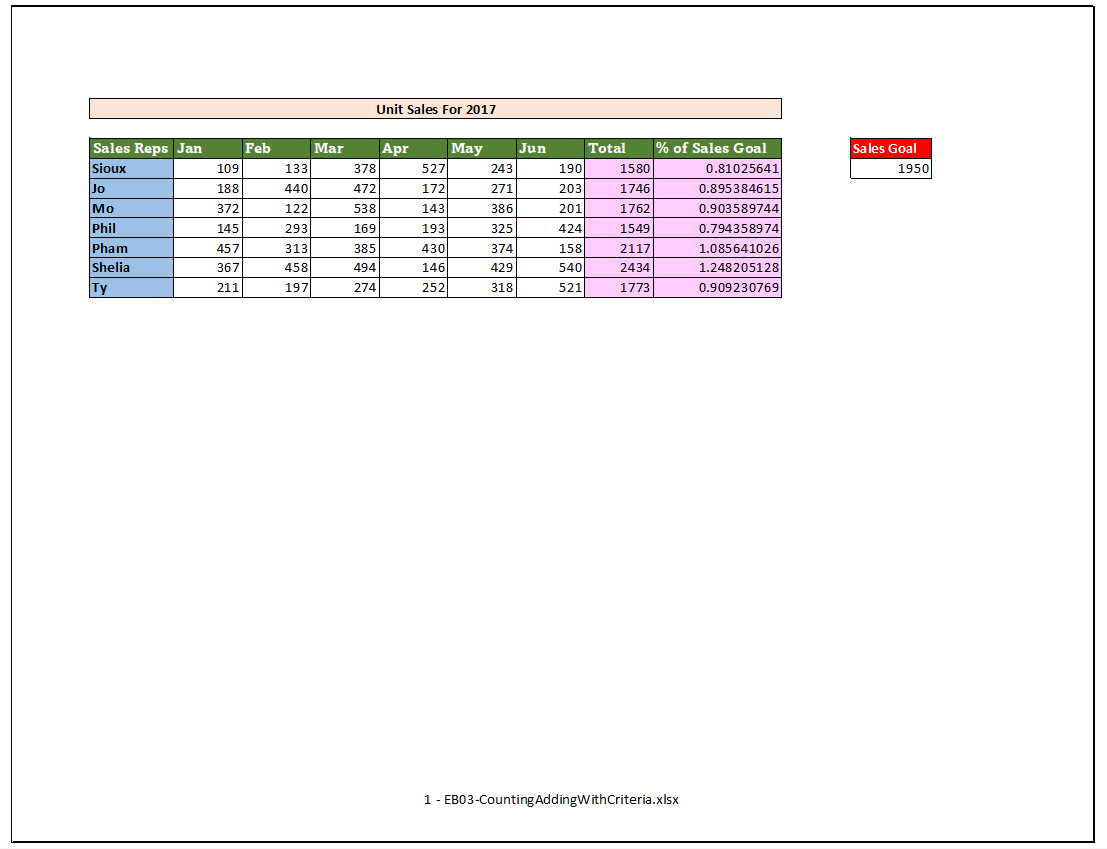 Unit Sales For 2017
Sales Reps Jan Feb Mar Apr May Jun Total % of Sales Goal Sales Goal
Sioux 109 133 378 527 243 190 1580 0.81025641 1950
Jo 188 440 472 172 271 203 1746 0.895384615
Mo 372 122 538 143 386 201 1762 0.903589744
Phil 145 293 169 193 325 424 1549 0.794358974
Pham 457 313 385 430 374 158 2117 1.085641026
Shelia 367 458 494 146 429 540 2434 1.248205128
Ty 211 197 274 252 318 521 1773 0.909230769
1 - EB03-CountingAddingWithCriteria.xlsx